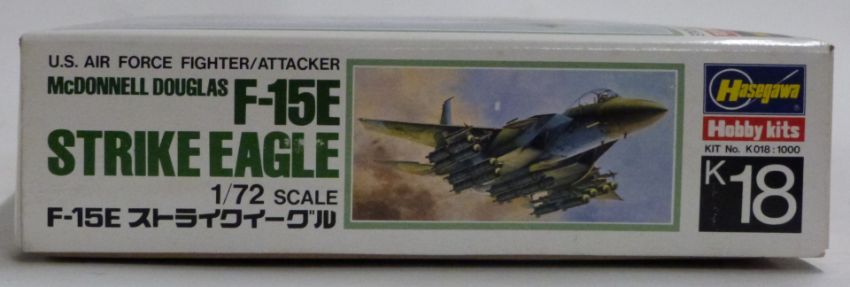 U.S. AIR FORCE FIGHTER/ATTACKER
McDONNELL DOUGLAS F-15E
STRIKE EAGLE
1/72 SCALE
F-15E ストライクイーグル
Hasegawa
Hobby kits
KIT No. K018:1000
K18